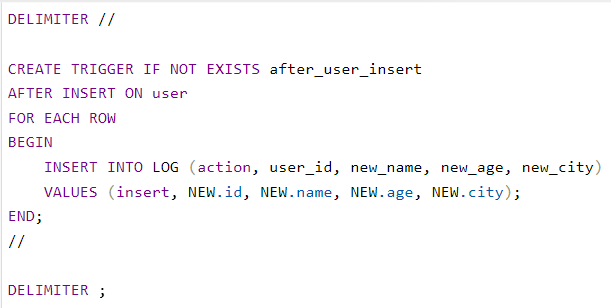 DELIMITER //

CREATE TRIGGER IF NOT EXISTS after_user_insert
AFTER INSERT ON user
FOR EACH ROW
BEGIN
    INSERT INTO LOG (action, user_id, new_name, new_age, new_city)
    VALUES (insert, NEW.id, NEW.name, NEW.age, NEW.city);
END;
//

DELIMITER ;